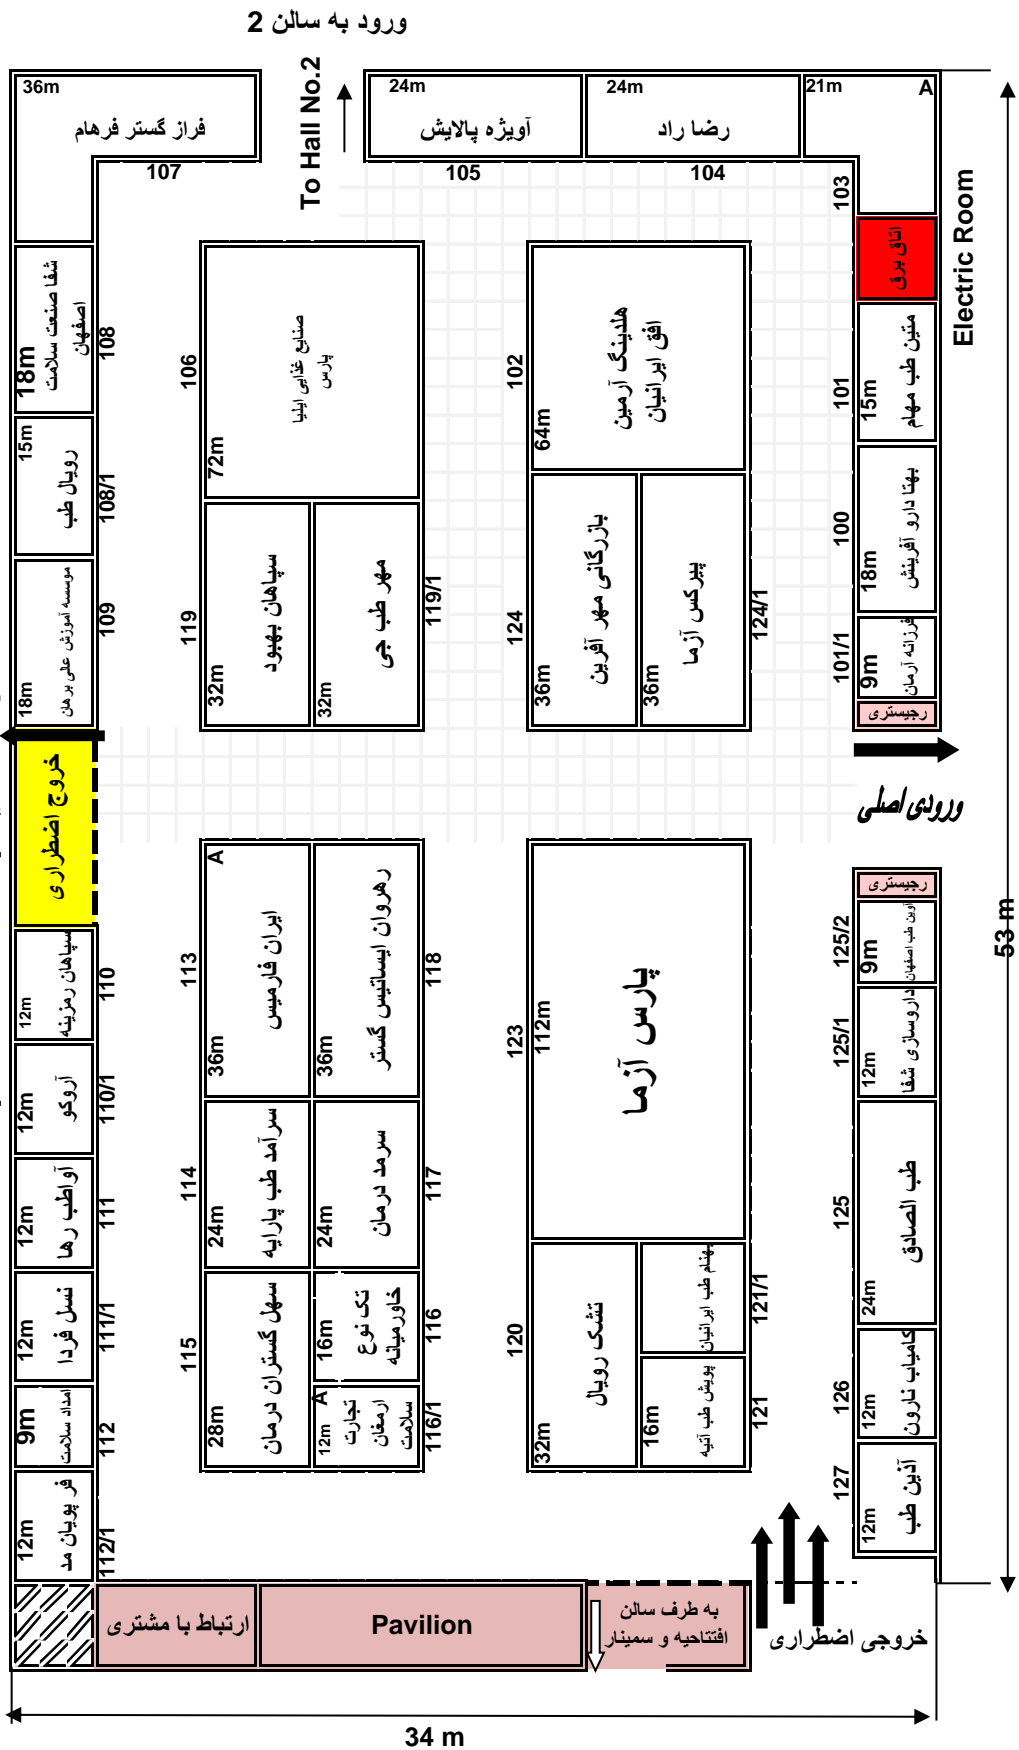 ورود به سالن 2
To Hall No.2
36m
فراز گستر فرهام
107
24m
آویژه پالایش
105
24m
رضا راد
104
21m
A
103
اتاق برق
Electric Room
شفا صنعت سلامت
اصفهان
18m
108
15m
رویال طب
108/1
موسسه آموزش عالی برهان
18m
109
صنایع غذایی ایلیا
پارس
72m
106
سپاهان بهبود
32m
119
مهر طب جی
32m
119/1
هلدینگ آرمین
افق ایرانیان
64m
102
بازرگانی مهر آفرین
36m
124
پیرکس آزما
36m
124/1
متین طب مهام
15m
101
بهتا دارو آفرینش
18m
100
فرزانه آرمان
9m
101/1
رجیستری
خروج اضطراری
ورودی اصلی
رجیستری
سپاهان رمزینه
12m
110
آروکو
12m
110/1
آواطب رها
12m
111
نسل فردا
12m
111/1
امداد سلامت
9m
112
فر پویان مد
12m
112/1
A
ایران فارمیس
36m
113
رهروان ایساتیس گستر
36m
118
سرآمد طب پارایه
24m
114
سرمد درمان
24m
117
سهل گستران درمان
28m
115
تک نوع
خاورمیانه
16m
116
A
ارمغان
تجارت
سلامت
12m
116/1
پارس آزما
112m
123
تشک رویال
32m
120
بهنام طب ایرانیان
121/1
پویش طب آتیه
16m
121
آوین طب اصفهان
9m
125/2
داروسازی شفا
12m
125/1
طب الصادق
24m
125
کامیاب نارون
12m
126
آذین طب
12m
127
53 m
ارتباط با مشتری
Pavilion
به طرف سالن
افتتاحیه و سمینار
خروجی اضطراری
34 m